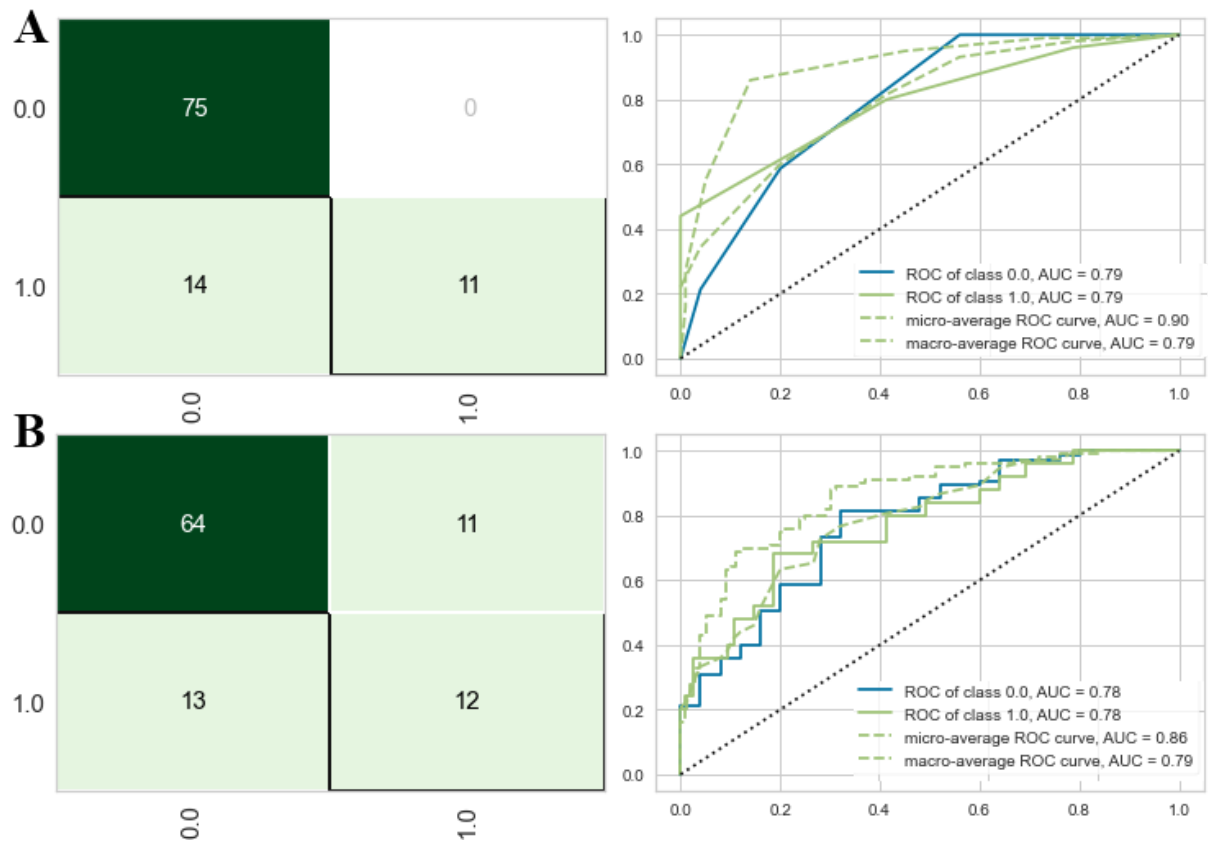 A
0.0
75
0
1.0
14
11
0.0
1.0
1.0
0.8
0.6
0.4
0.2
0.0
ROC of class 0.0, AUC = 0.79
ROC of class 1.0, AUC = 0.79
micro-average ROC curve, AUC = 0.90
macro-average ROC curve, AUC = 0.79
0.0 0.2 0.4 0.6 0.8 1.0
B
0.0
64
11
1.0
13
12
0.0
1.0
1.0
0.8
0.6
0.4
0.2
0.0
ROC of class 0.0, AUC = 0.78
ROC of class 1.0, AUC = 0.78
micro-average ROC curve, AUC = 0.86
macro-average ROC curve, AUC = 0.79
0.0 0.2 0.4 0.6 0.8 1.0